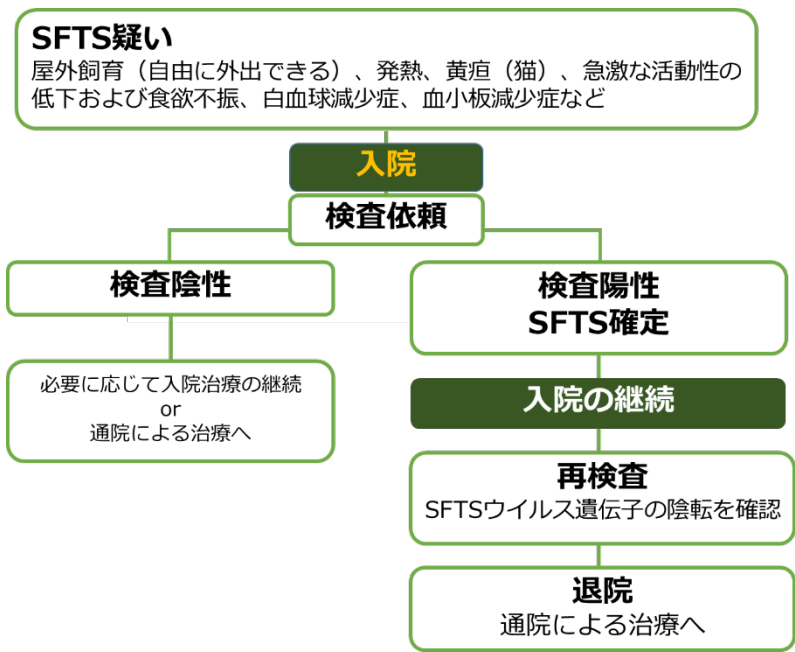 SFTS疑い
屋外飼育（自由に外出できる）、発熱、黄疸（猫）、急激な活動性の
低下および食欲不振、白血球減少症、血小板減少症など
入院
検査依頼
検査陰性
必要に応じて入院治療の継続
or
通院による治療へ
検査陽性
SFTS確定
入院の継続
再検査
SFTSウイルス遺伝子の陰転を確認
退院
通院による治療へ